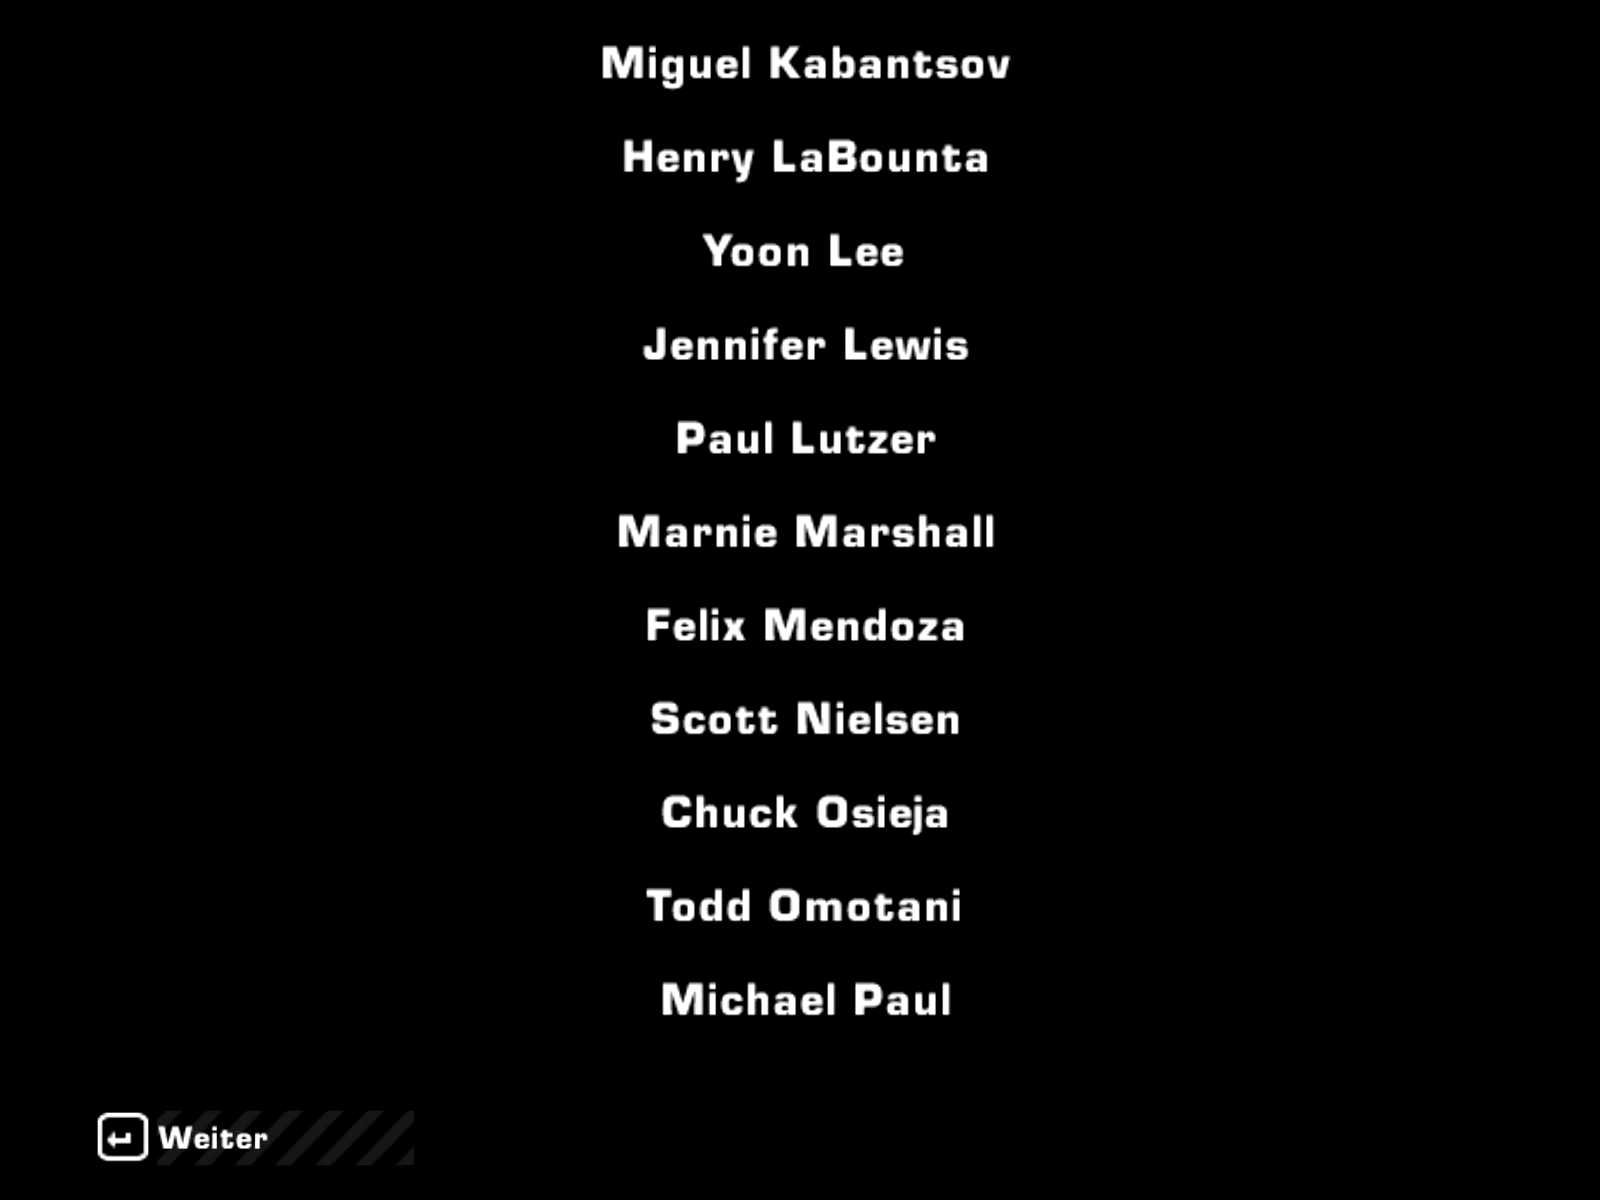 Miguel Kabantsov
Henry LaBounta
Yoon Lee
Jennifer Lewis
Paul Lutzer
Marnie Marshall
Felix Mendoza
Scott Nielsen
Chuck Osieja
Todd Omotani
Michael Paul
Weiter